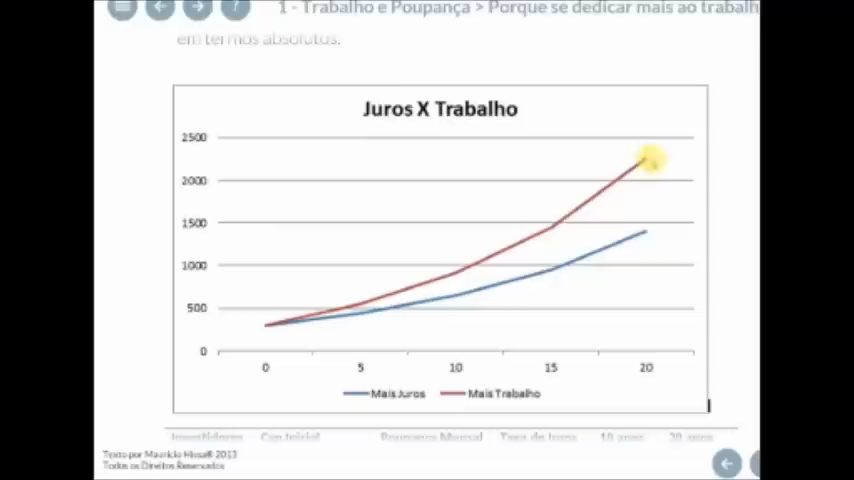 ?
1 - Trabalho e Poupança > Porque se dedicar mais ao trabalh
em termos absolutos.
Juros X Trabalho
2500
2000
1500
1000
500
0
0 5 10 15 20
Mais Juros Mais Trabalho
Investidores Cap Inicial Poupança Mensal Taxa de Juros 10 anos 20 anos
Texto por Mauricio Hissa® 2013
Todos os Direitos Reservados